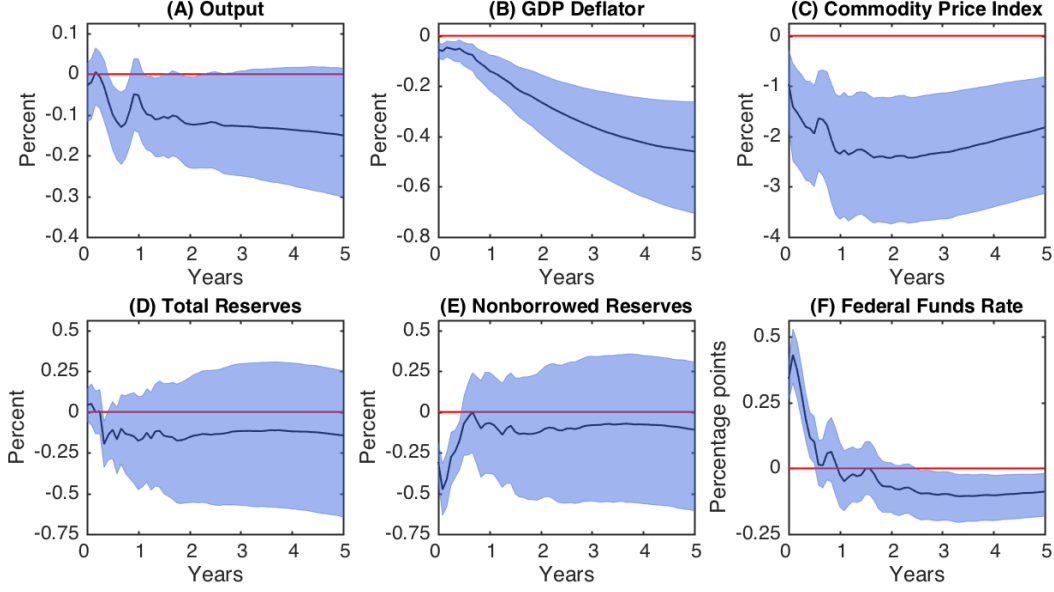 (A) Output
(B) GDP Deflator
(C) Commodity Price Index
0.1
0
-0.1
-0.2
-0.3
-0.4
Percent
0 1 2 3 4 5
Years
0
-0.2
-0.4
-0.6
-0.8
Percent
0 1 2 3 4 5
Years
0
-1
-2
-3
-4
Percent
0 1 2 3 4 5
Years
(D) Total Reserves
(E) Nonborrowed Reserves
(F) Federal Funds Rate
0.5
0.25
0
-0.25
-0.5
-0.75
Percent
0 1 2 3 4 5
Years
0.5
0.25
0
-0.25
-0.5
-0.75
Percent
0 1 2 3 4 5
Years
0.5
0.25
0
-0.25
Percentage points
0 1 2 3 4 5
Years